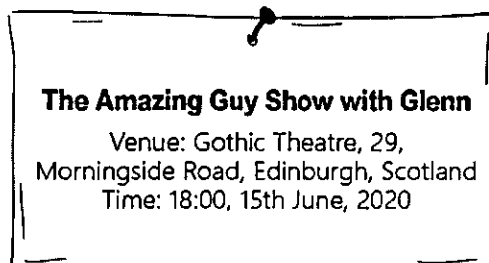 The Amazing Guy Show with Glenn
Venue: Gothic Theatre, 29,
Morningside Road, Edinburgh, Scotland
Time: 18:00, 15th June, 2020